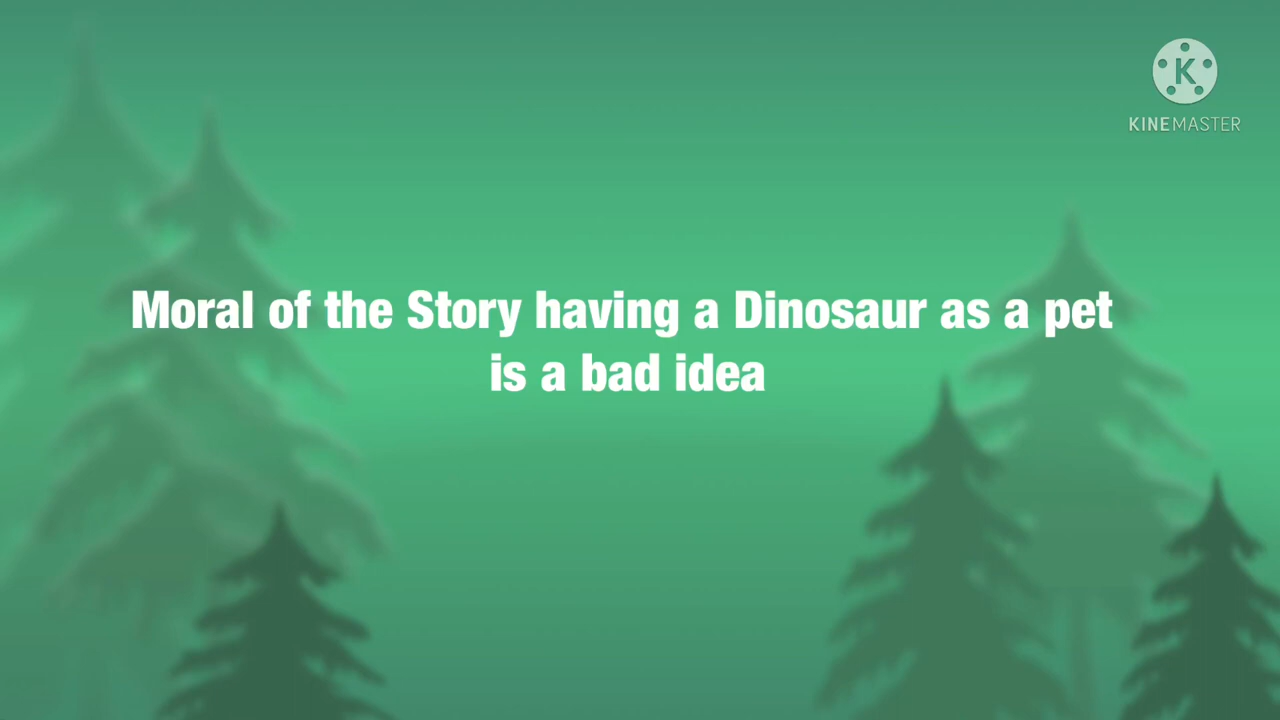 KINEMASTER
Moral of the Story having a Dinosaur as a pet
is a bad idea